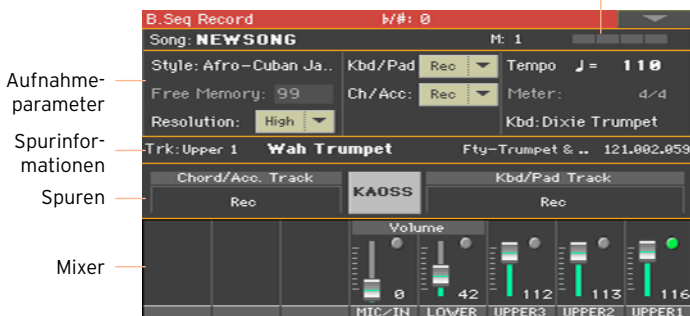 B.Seq Record ♭/#: 0
Song: NEWSONG M: 1
Style: Afro-Cuban Ja.. Kbd/Pad Rec Tempo ♩ = 110
Aufnahme-
parameter
Free Memory: 99 Ch/Acc: Rec Meter: 4/4
Resolution: High Kbd: Dixie Trumpet
Spurinfor-
mationen
Trk: Upper 1 Wah Trumpet Fty-Trumpet & .. 121.002.059
Chord/Acc. Track KAOSS Kbd/Pad Track
Spuren
Rec Rec
Mixer
Volume
0 42 112 113 116
MIC/IN LOWER UPPER3 UPPER2 UPPER1